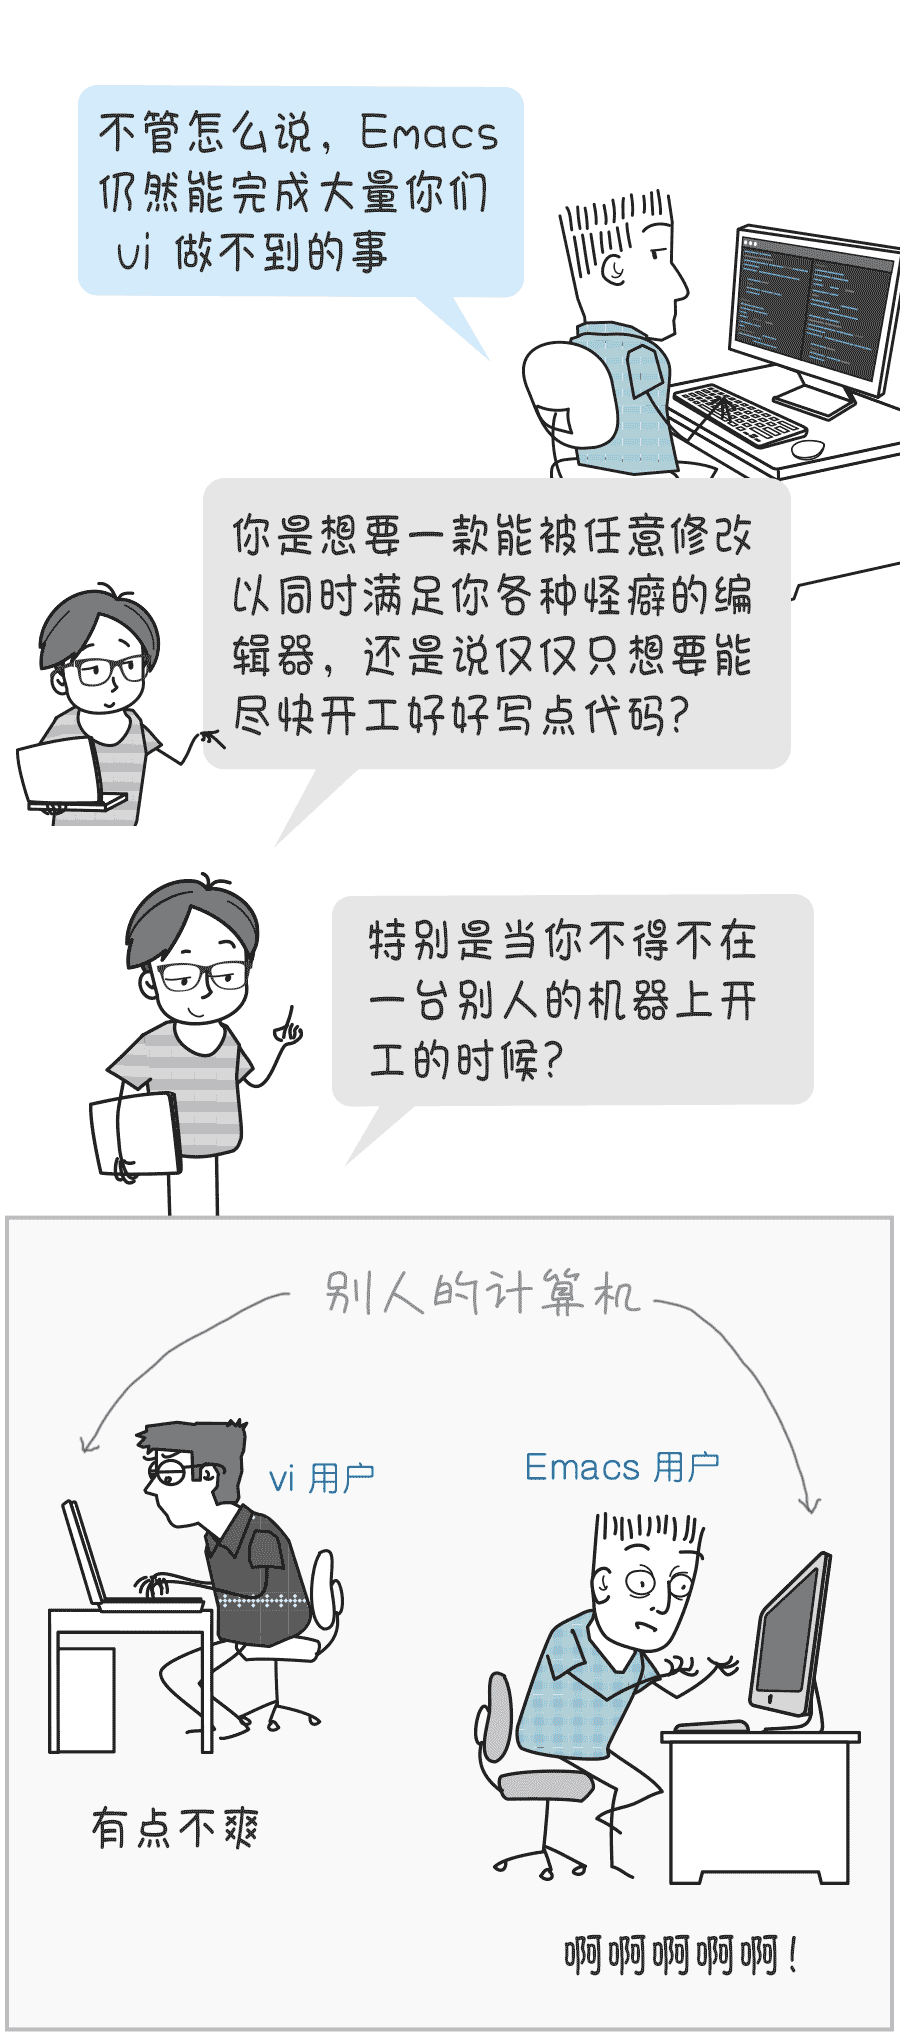 不管怎么说，Emacs
仍然能完成大量你们
vi 做不到的事
你是想要一款能被任意修改
以同时满足你各种怪癖的编
辑器，还是说仅仅只想要能
尽快开工好好写点代码？
特别是当你不得不在
一台别人的机器上开
工的时候？
别人的计算机
vi 用户
Emacs 用户
有点不爽
啊啊啊啊啊！